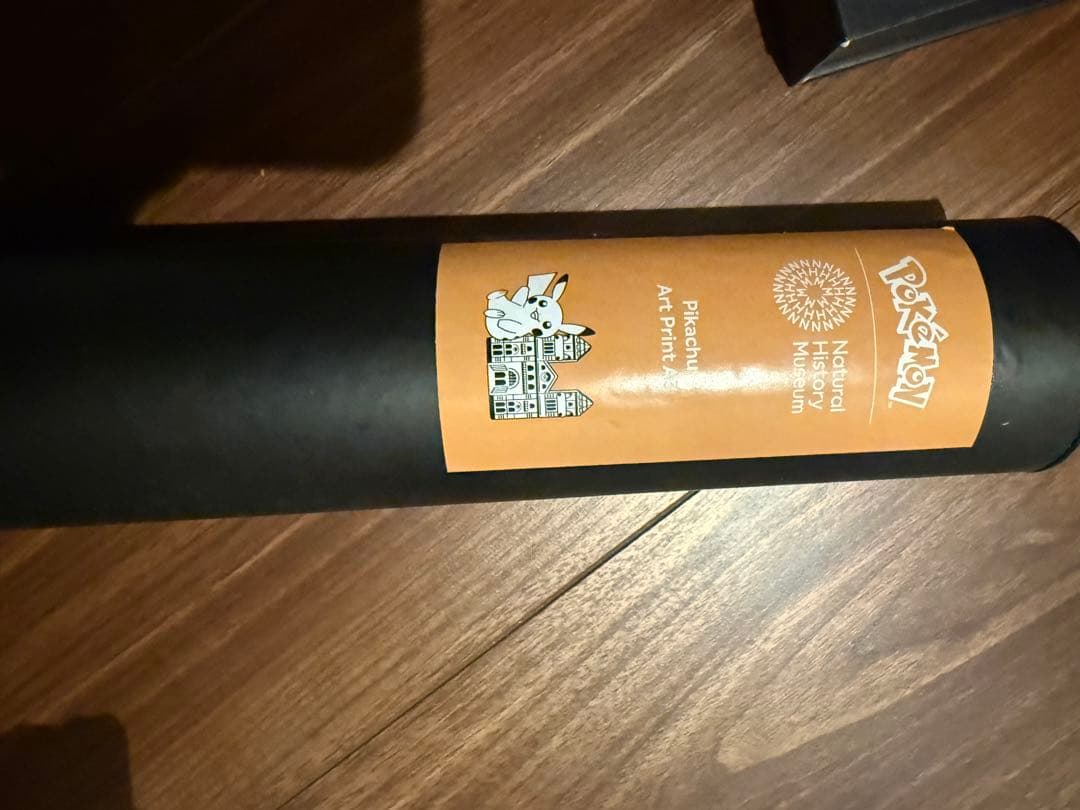 Pokémon
Natural
History
Museum
Pikachu
Art Print